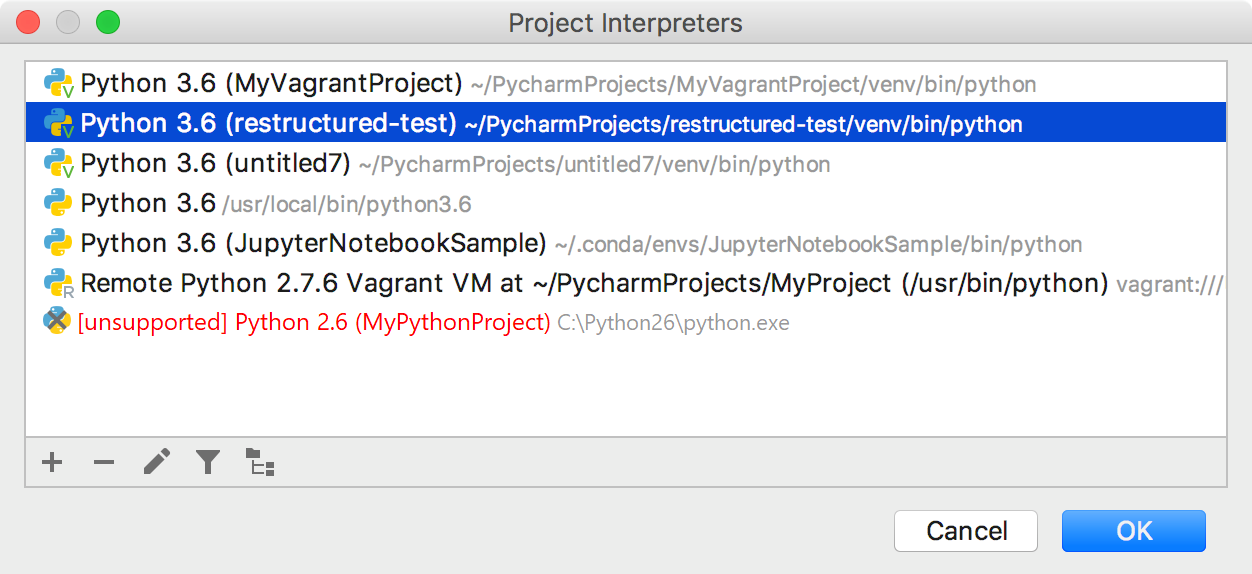 Project Interpreters
Python 3.6 (MyVagrantProject) ~/PycharmProjects/MyVagrantProject/venv/bin/python
Python 3.6 (restructured-test) ~/PycharmProjects/restructured-test/venv/bin/python
Python 3.6 (untitled7) ~/PycharmProjects/untitled7/venv/bin/python
Python 3.6 /usr/local/bin/python3.6
Python 3.6 (JupyterNotebookSample) ~/.conda/envs/JupyterNotebookSample/bin/python
Remote Python 2.7.6 Vagrant VM at ~/PycharmProjects/MyProject (/usr/bin/python) vagrant:///
[unsupported] Python 2.6 (MyPythonProject) C:\Python26\python.exe
Cancel OK